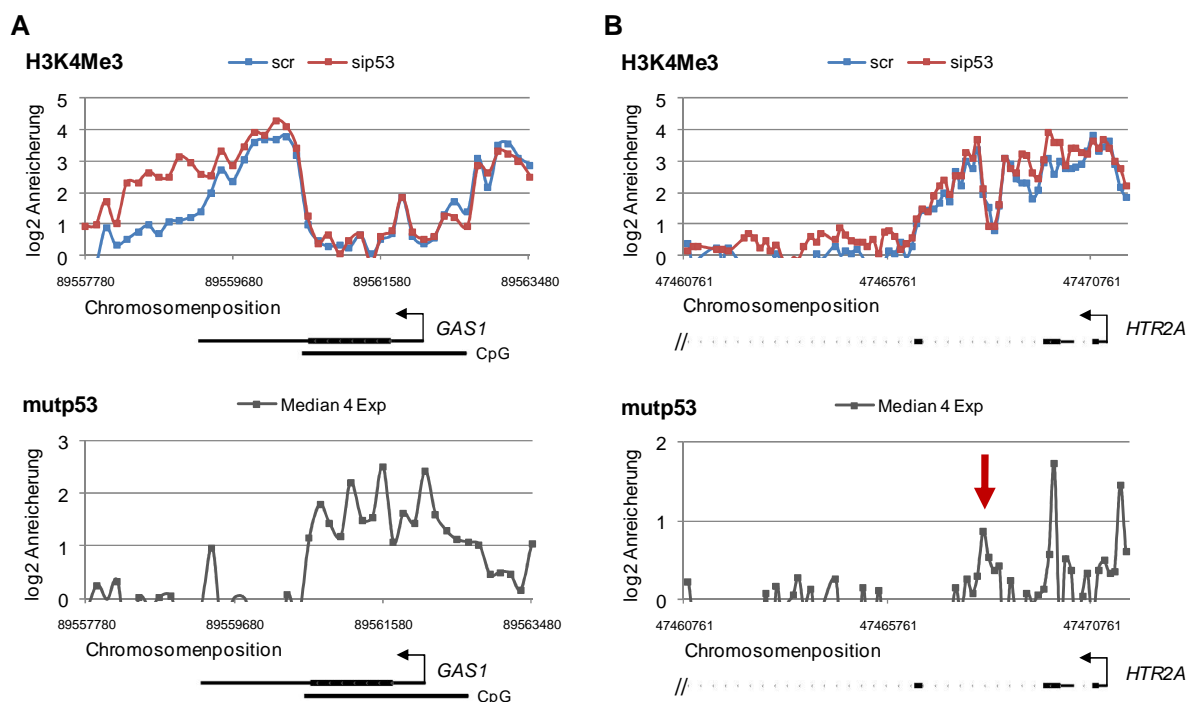 A
H3K4Me3
scr
sip53
log2 Anreicherung
5
4
3
2
1
0
89557780
89559680
89561580
89563480
Chromosomenposition
GAS1
CpG
mutp53
Median 4 Exp
log2 Anreicherung
3
2
1
0
89557780
89559680
89561580
89563480
Chromosomenposition
GAS1
CpG
B
H3K4Me3
scr
sip53
log2 Anreicherung
5
4
3
2
1
0
47460761
47465761
47470761
Chromosomenposition
//
HTR2A
mutp53
Median 4 Exp
log2 Anreicherung
2
1
0
47460761
47465761
47470761
Chromosomenposition
//
HTR2A